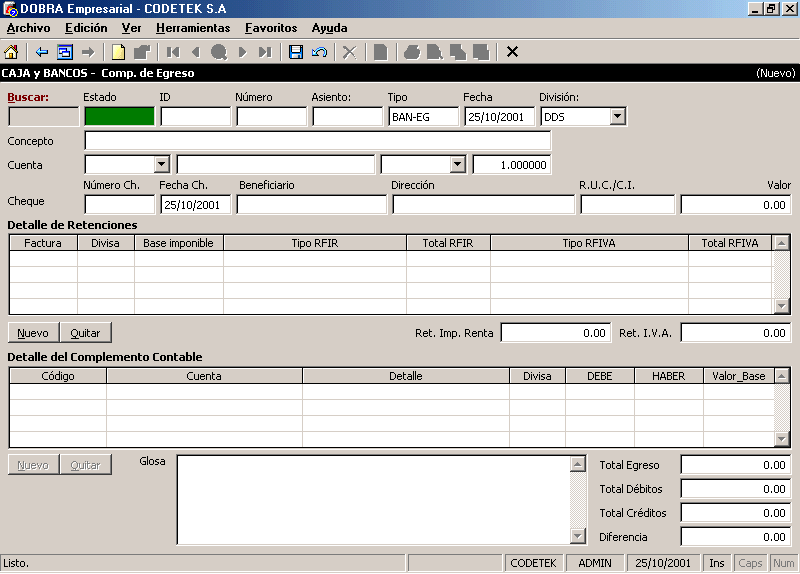 DOBRA Empresarial - CODETEK S.A
Archivo Edición Ver Herramientas Favoritos Ayuda
CAJA y BANCOS - Comp. de Egreso (Nuevo)
Buscar: Estado ID Número Asiento: Tipo Fecha División:
BAN-EG 25/10/2001 DDS
Concepto
Cuenta 1.000000
Número Ch. Fecha Ch. Beneficiario Dirección R.U.C./C.I. Valor
Cheque 25/10/2001 0.00
Detalle de Retenciones
Factura Divisa Base imponible Tipo RFIR Total RFIR Tipo RFIVA Total RFIVA
Nuevo Quitar Ret. Imp. Renta 0.00 Ret. I.V.A. 0.00
Detalle del Complemento Contable
Código Cuenta Detalle Divisa DEBE HABER Valor_Base
Nuevo Quitar Glosa Total Egreso 0.00
Total Débitos 0.00
Total Créditos 0.00
Diferencia 0.00
Listo. CODETEK ADMIN 25/10/2001 Ins Caps Num